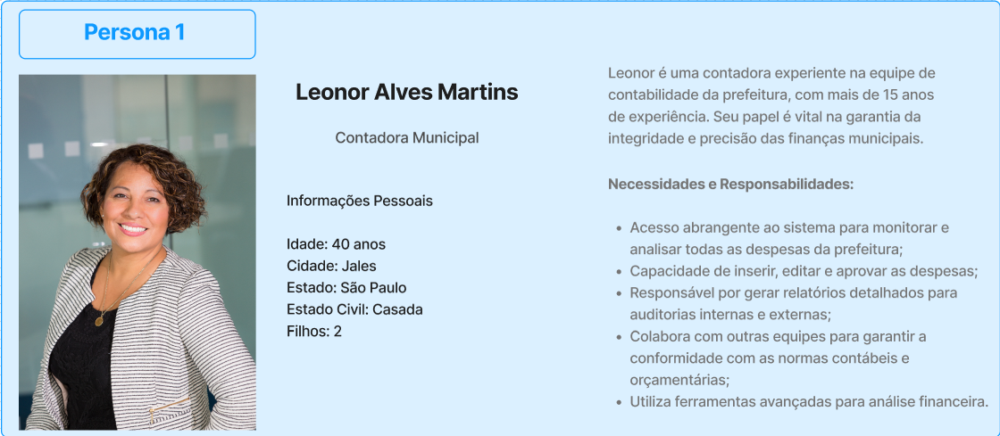 Persona 1
Leonor Alves Martins
Contadora Municipal
Informações Pessoais
Idade: 40 anos
Cidade: Jales
Estado: São Paulo
Estado Civil: Casada
Filhos: 2
Leonor é uma contadora experiente na equipe de
contabilidade da prefeitura, com mais de 15 anos
de experiência. Seu papel é vital na garantia da
integridade e precisão das finanças municipais.
Necessidades e Responsabilidades:
• Acesso abrangente ao sistema para monitorar e
analisar todas as despesas da prefeitura;
• Capacidade de inserir, editar e aprovar as despesas;
• Responsável por gerar relatórios detalhados para
auditorias internas e externas;
• Colabora com outras equipes para garantir a
conformidade com as normas contábeis e
orçamentárias;
• Utiliza ferramentas avançadas para análise financeira.